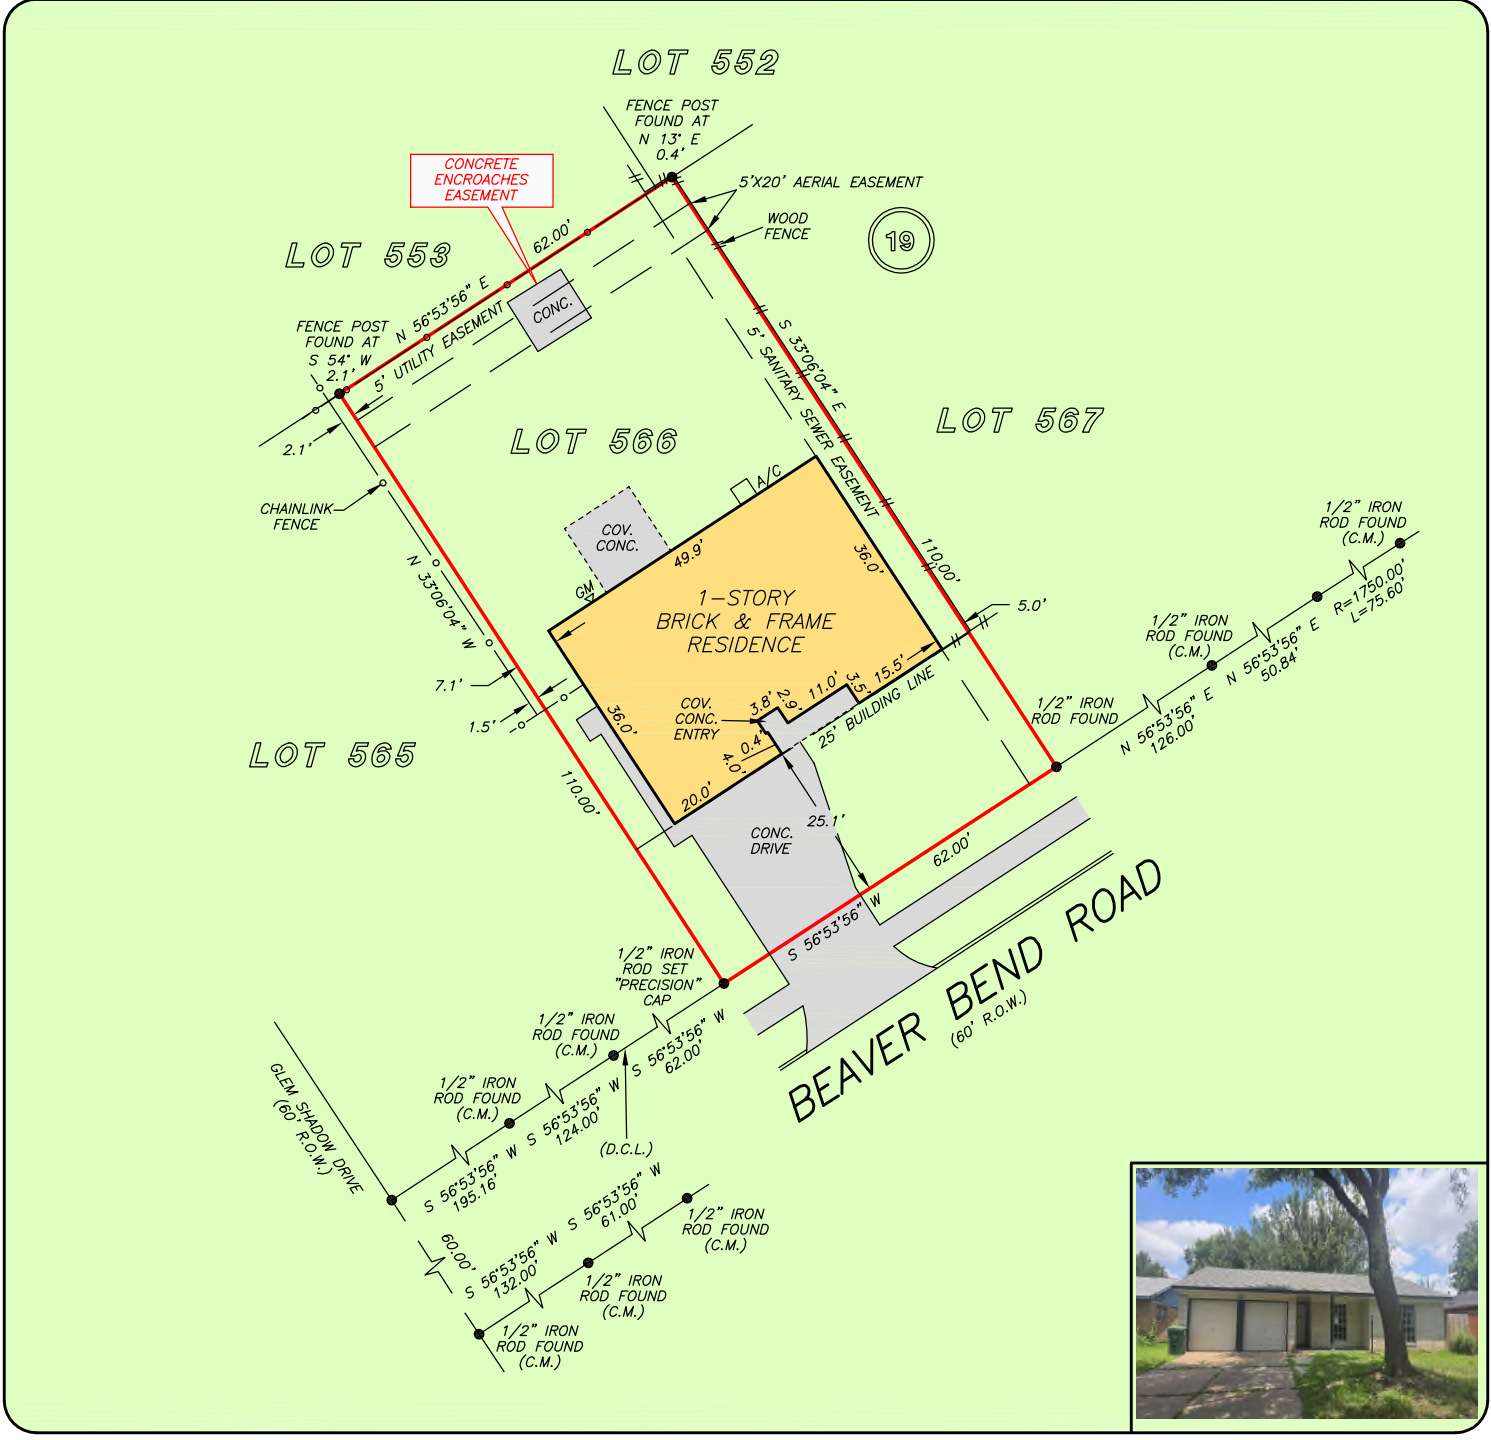 LOT 552
FENCE POST
FOUND AT
N 13° E
0.4'
CONCRETE
ENCROACHES
EASEMENT
5'X20' AERIAL EASEMENT
WOOD
FENCE
19
LOT 553
62.00'
N 56°53'56" E
5' UTILITY EASEMENT
CONC.
FENCE POST
FOUND AT
S 54° W
2.1'
2.1'
S 33°06'04" E
5' SANITARY SEWER EASEMENT
110.00'
LOT 566
LOT 567
CHAINLINK
FENCE
A/C
COV.
CONC.
49.9'
36.0'
GM
1-STORY
BRICK & FRAME
RESIDENCE
N 33°06'04" W
7.1'
1.5'
36.0'
5.0'
COV.
CONC.
ENTRY
3.8'
2.9'
11.0'
3.5'
15.5'
0.4'
4.0'
20.0'
25' BUILDING LINE
25.1'
LOT 565
110.00'
CONC.
DRIVE
62.00'
S 56°53'56" W
1/2" IRON
ROD FOUND
1/2" IRON
ROD FOUND
(C.M.)
1/2" IRON
ROD FOUND
(C.M.)
N 56°53'56" E
126.00'
N 56°53'56" E
50.84'
R=1750.00'
L=75.60'
1/2" IRON
ROD SET
"PRECISION"
CAP
BEAVER BEND ROAD
(60' R.O.W.)
1/2" IRON
ROD FOUND
(C.M.)
S 56°53'56" W
62.00'
1/2" IRON
ROD FOUND
(C.M.)
S 56°53'56" W
124.00'
(D.C.L.)
GLEM SHADOW DRIVE
(60' R.O.W.)
S 56°53'56" W
195.16'
60.00'
S 56°53'56" W
132.00'
S 56°53'56" W
61.00'
1/2" IRON
ROD FOUND
(C.M.)
1/2" IRON
ROD FOUND
(C.M.)
1/2" IRON
ROD FOUND
(C.M.)